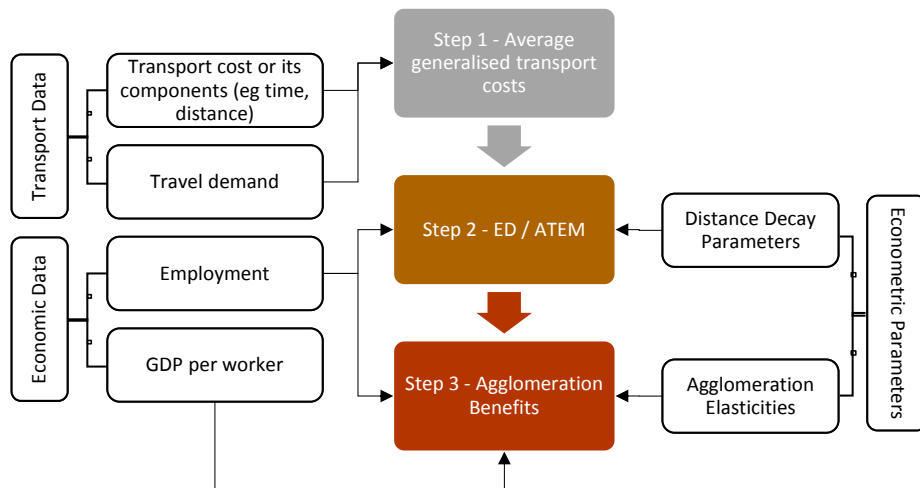 Transport Data
Transport cost or its
components (eg time,
distance)
Travel demand
Economic Data
Employment
GDP per worker
Step 1 - Average
generalised transport
costs
Step 2 - ED / ATEM
Step 3 - Agglomeration
Benefits
Distance Decay
Parameters
Agglomeration
Elasticities
Econometric
Parameters